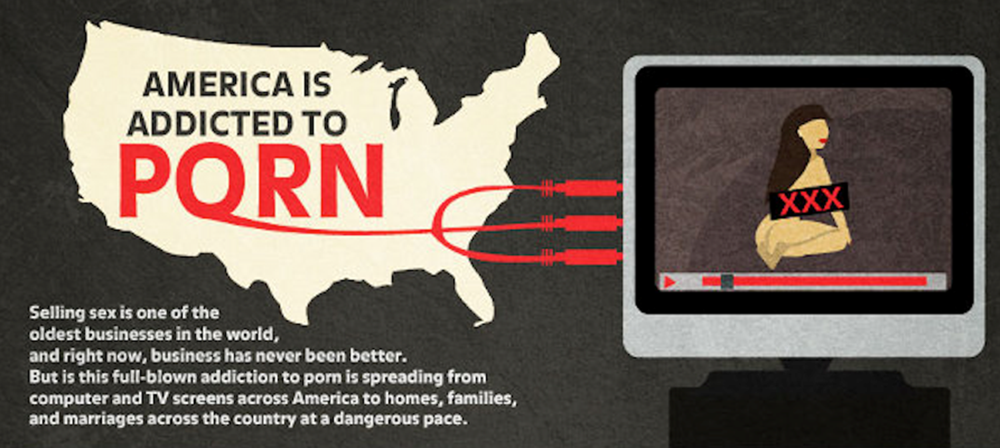 AMERICA IS
ADDICTED TO
PORN
XXX
Selling sex is one of the
oldest businesses in the world,
and right now, business has never been better.
But is this full-blown addiction to porn is spreading from
computer and TV screens across America to homes, families,
and marriages across the country at a dangerous pace.